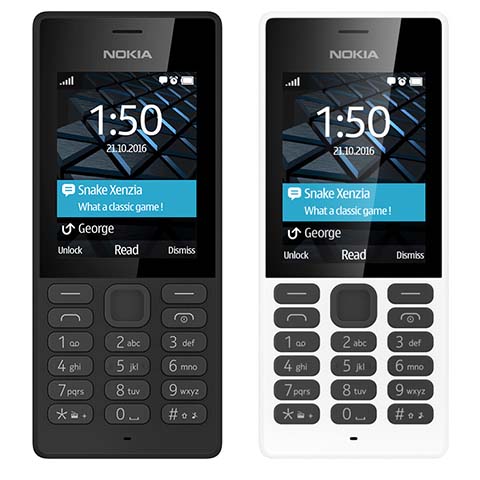 NOKIA
1:50
21.10.2016
Snake Xenzia
What a classic game !
George
Unlock Read Dismiss
1
2 abc
3 def
4 ghi
5 jkl
6 mno
7 pqrs
8 tuv
9 wxyz
* +
0
#
NOKIA
1:50
21.10.2016
Snake Xenzia
What a classic game !
George
Unlock Read Dismiss
1
2 abc
3 def
4 ghi
5 jkl
6 mno
7 pqrs
8 tuv
9 wxyz
* +
0
#